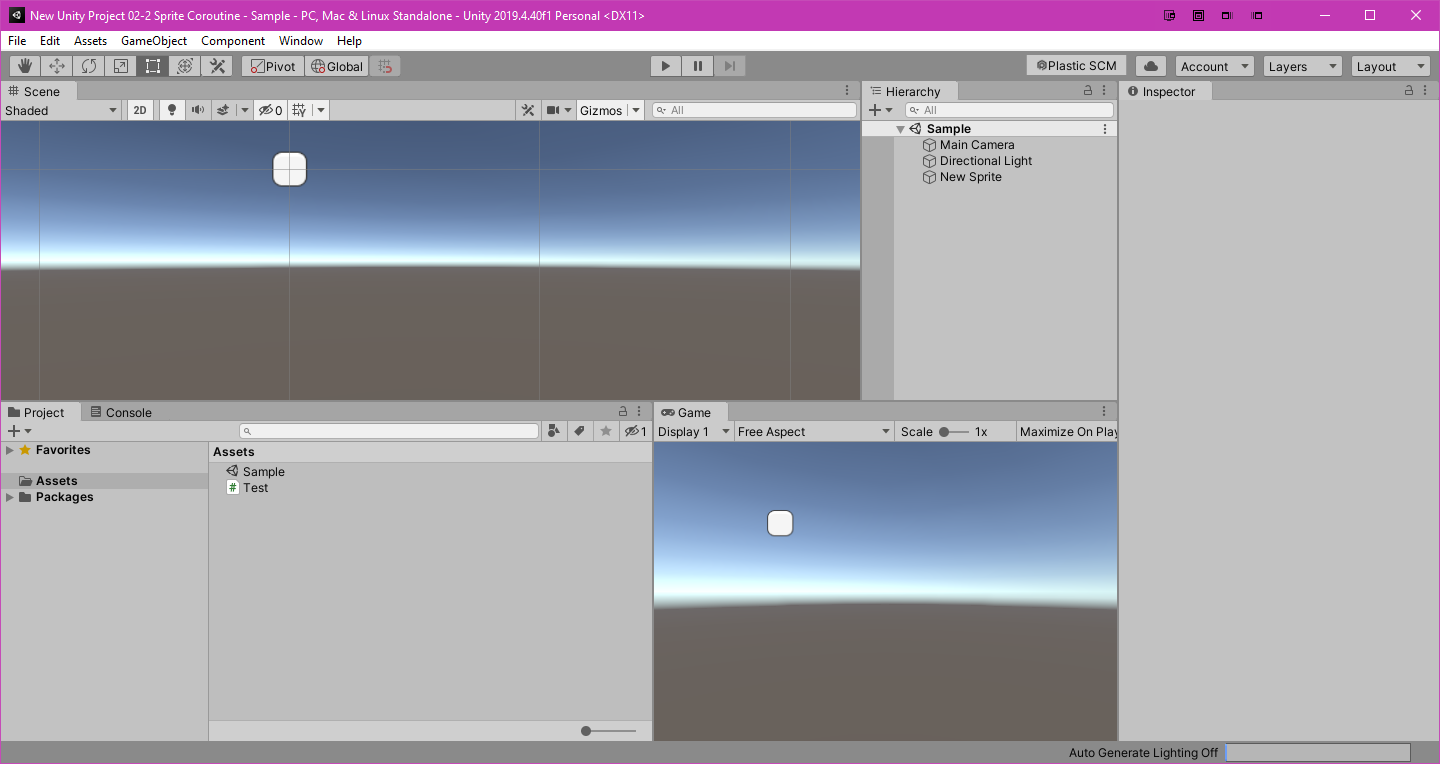 New Unity Project 02-2 Sprite Coroutine - Sample - PC, Mac & Linux Standalone - Unity 2019.4.40f1 Personal <DX11>
File Edit Assets GameObject Component Window Help
Pivot Global Plastic SCM Account Layers Layout
Scene
Shaded 2D 0 Gizmos All
Hierarchy
All
Sample
Main Camera
Directional Light
New Sprite
Inspector
Project Console
1
Favorites
Assets
Packages
Assets
Sample
# Test
Game
Display 1 Free Aspect Scale 1x Maximize On Play
Auto Generate Lighting Off